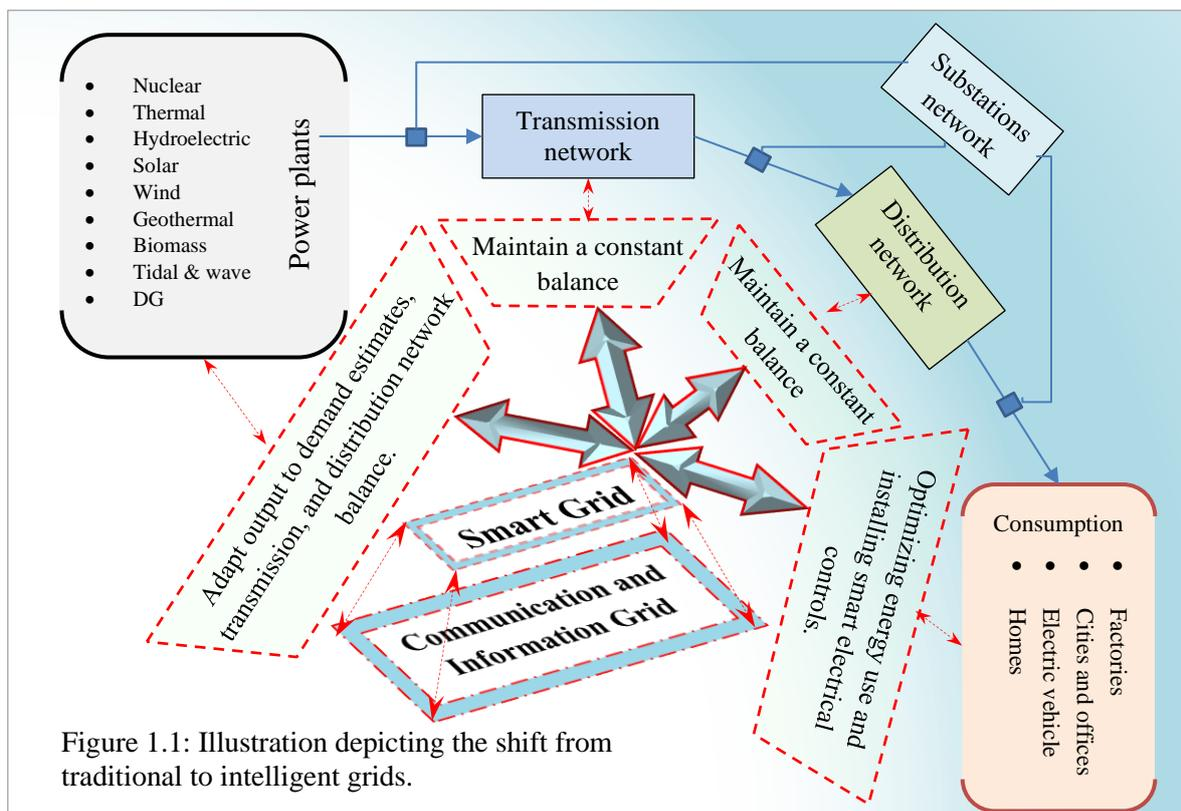 Nuclear
Thermal
Hydroelectric
Solar
Wind
Geothermal
Biomass
Tidal & wave
DG
Power plants
Transmission
network
Substations
network
Distribution
network
Maintain a constant
balance
Maintain a constant
balance
Adapt output to demand estimates,
transmission, and distribution network
balance.
Smart Grid
Communication and
Information Grid
Optimizing energy use and
installing smart electrical
controls.
Consumption
Factories
Cities and offices
Electric vehicle
Homes
Figure 1.1: Illustration depicting the shift from
traditional to intelligent grids.